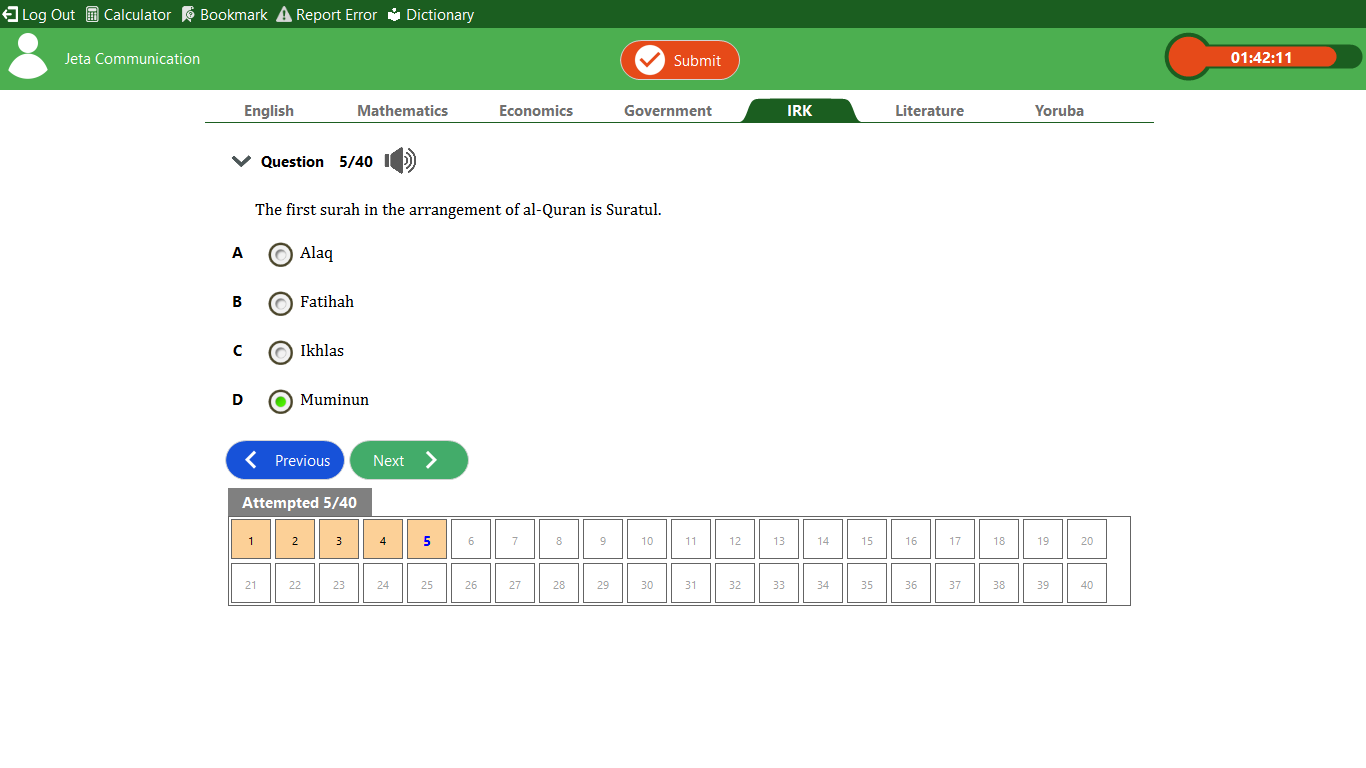 Log Out Calculator Bookmark Report Error Dictionary
Jeta Communication Submit 01:42:11
English Mathematics Economics Government IRK Literature Yoruba
Question 5/40
The first surah in the arrangement of al-Quran is Suratul.
A Alaq
B Fatihah
C Ikhlas
D Muminun
Previous Next
Attempted 5/40
1 2 3 4 5 6 7 8 9 10 11 12 13 14 15 16 17 18 19 20
21 22 23 24 25 26 27 28 29 30 31 32 33 34 35 36 37 38 39 40